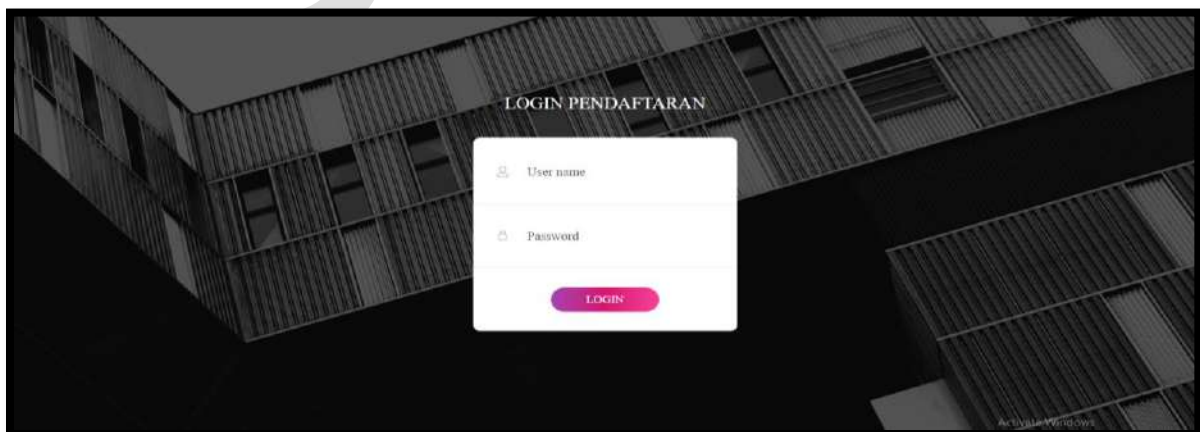 LOGIN PENDAFTARAN
User name
Password
LOGIN
Activate Windows